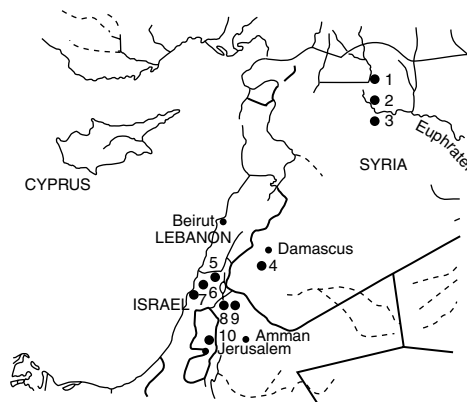 1
2
3
Euphrates
SYRIA
CYPRUS
Beirut
LEBANON
Damascus
4
5
6
7
ISRAEL
8 9
10
Amman
Jerusalem